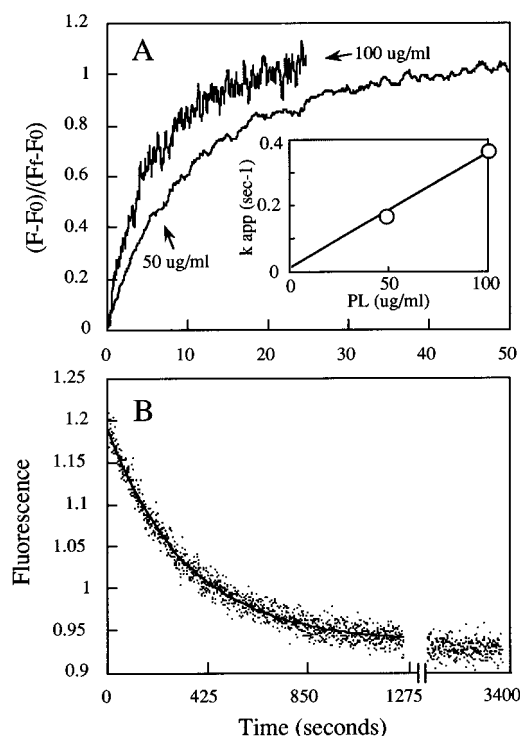 A
(F-F0)/(Ff-F0)
1.2
1
0.8
0.6
0.4
0.2
0
100 ug/ml
50 ug/ml
k app (sec-1)
0.4
0.2
0
0 50 100
PL (ug/ml)
0 10 20 30 40 50
B
Fluorescence
1.25
1.2
1.15
1.1
1.05
1
0.95
0.9
0 425 850 1275 3400
Time (seconds)